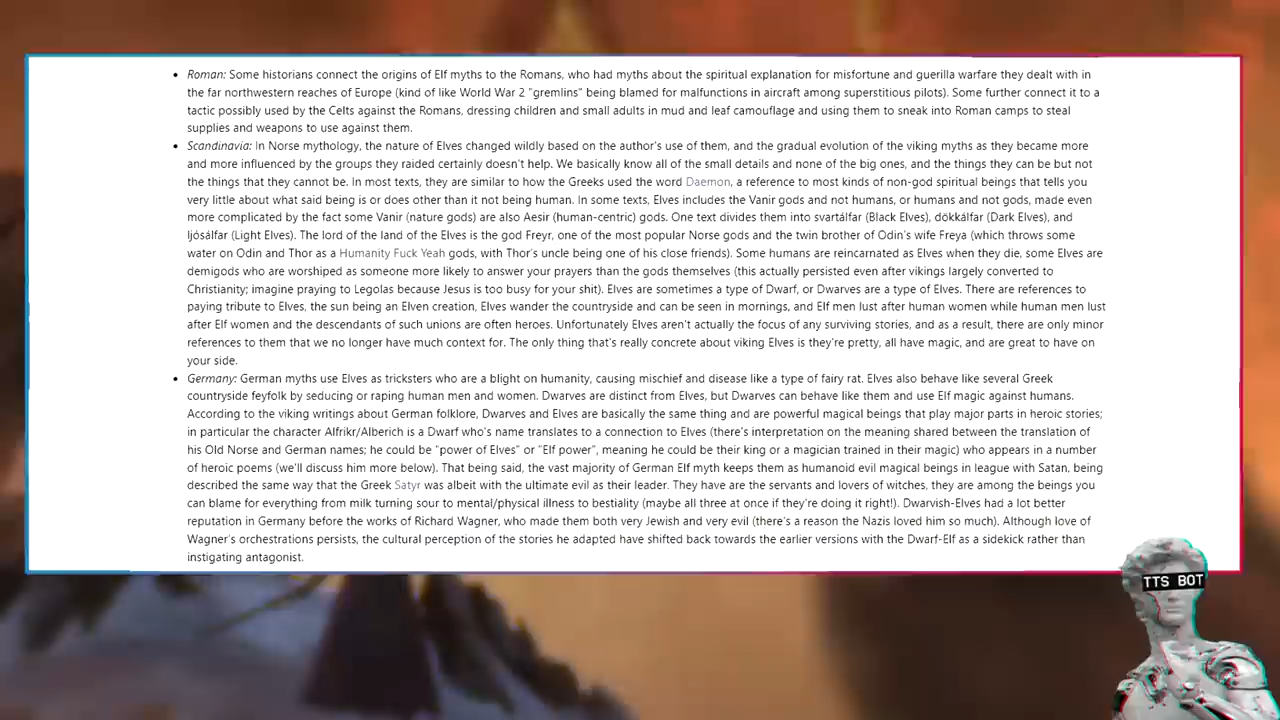 • Roman: Some historians connect the origins of Elf myths to the Romans, who had myths about the spiritual explanation for misfortune and guerilla warfare they dealt with in
the far northwestern reaches of Europe (kind of like World War 2 "gremlins" being blamed for malfunctions in aircraft among superstitious pilots). Some further connect it to a
tactic possibly used by the Celts against the Romans, dressing children and small adults in mud and leaf camouflage and using them to sneak into Roman camps to steal
supplies and weapons to use against them.
• Scandinavia: In Norse mythology, the nature of Elves changed wildly based on the author's use of them, and the gradual evolution of the viking myths as they became more
and more influenced by the groups they raided certainly doesn't help. We basically know all of the small details and none of the big ones, and the things they can be but not
the things that they cannot be. In most texts, they are similar to how the Greeks used the word Daemon, a reference to most kinds of non-god spiritual beings that tells you
very little about what said being is or does other than it not being human. In some texts, Elves includes the Vanir gods and not humans, or humans and not gods, made even
more complicated by the fact some Vanir (nature gods) are also Aesir (human-centric) gods. One text divides them into svartálfar (Black Elves), dökkálfar (Dark Elves), and
ljósálfar (Light Elves). The lord of the land of the Elves is the god Freyr, one of the most popular Norse gods and the twin brother of Odin's wife Freya (which throws some
water on Odin and Thor as a Humanity Fuck Yeah gods, with Thor's uncle being one of his close friends). Some humans are reincarnated as Elves when they die, some Elves are
demigods who are worshiped as someone more likely to answer your prayers than the gods themselves (this actually persisted even after vikings largely converted to
Christianity; imagine praying to Legolas because Jesus is too busy for your shit). Elves are sometimes a type of Dwarf, or Dwarves are a type of Elves. There are references to
paying tribute to Elves, the sun being an Elven creation, Elves wander the countryside and can be seen in mornings, and Elf men lust after human women while human men lust
after Elf women and the descendants of such unions are often heroes. Unfortunately Elves aren't actually the focus of any surviving stories, and as a result, there are only minor
references to them that we no longer have much context for. The only thing that's really concrete about viking Elves is they're pretty, all have magic, and are great to have on
your side.
• Germany: German myths use Elves as tricksters who are a blight on humanity, causing mischief and disease like a type of fairy rat. Elves also behave like several Greek
countryside feyfolk by seducing or raping human men and women. Dwarves are distinct from Elves, but Dwarves can behave like them and use Elf magic against humans.
According to the viking writings about German folklore, Dwarves and Elves are basically the same thing and are powerful magical beings that play major parts in heroic stories;
in particular the character Alfrikr/Alberich is a Dwarf who's name translates to a connection to Elves (there's interpretation on the meaning shared between the translation of
his Old Norse and German names; he could be "power of Elves" or "Elf power", meaning he could be their king or a magician trained in their magic) who appears in a number
of heroic poems (we'll discuss him more below). That being said, the vast majority of German Elf myth keeps them as humanoid evil magical beings in league with Satan, being
described the same way that the Greek Satyr was albeit with the ultimate evil as their leader. They have are the servants and lovers of witches, they are among the beings you
can blame for everything from milk turning sour to mental/physical illness to bestiality (maybe all three at once if they're doing it right!). Dwarvish-Elves had a lot better
reputation in Germany before the works of Richard Wagner, who made them both very Jewish and very evil (there's a reason the Nazis loved him so much). Although love of
Wagner's orchestrations persists, the cultural perception of the stories he adapted have shifted back towards the earlier versions with the Dwarf-Elf as a sidekick rather than
instigating antagonist.
TTS BOT